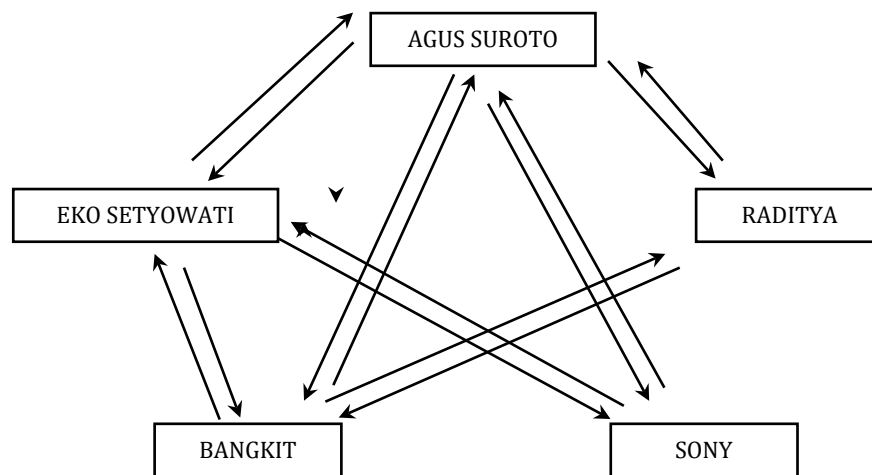 AGUS SUROTO
EKO SETYOWATI
RADITYA
BANGKIT
SONY